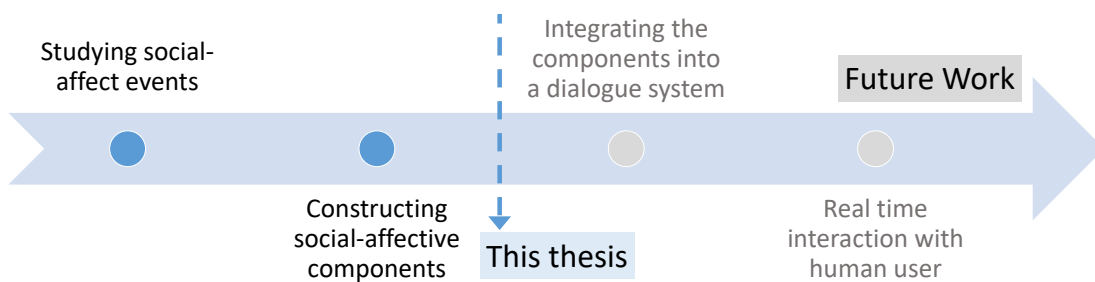 Studying social-
affect events
Constructing
social-affective
components
This thesis
Integrating the
components into
a dialogue system
Future Work
Real time
interaction with
human user